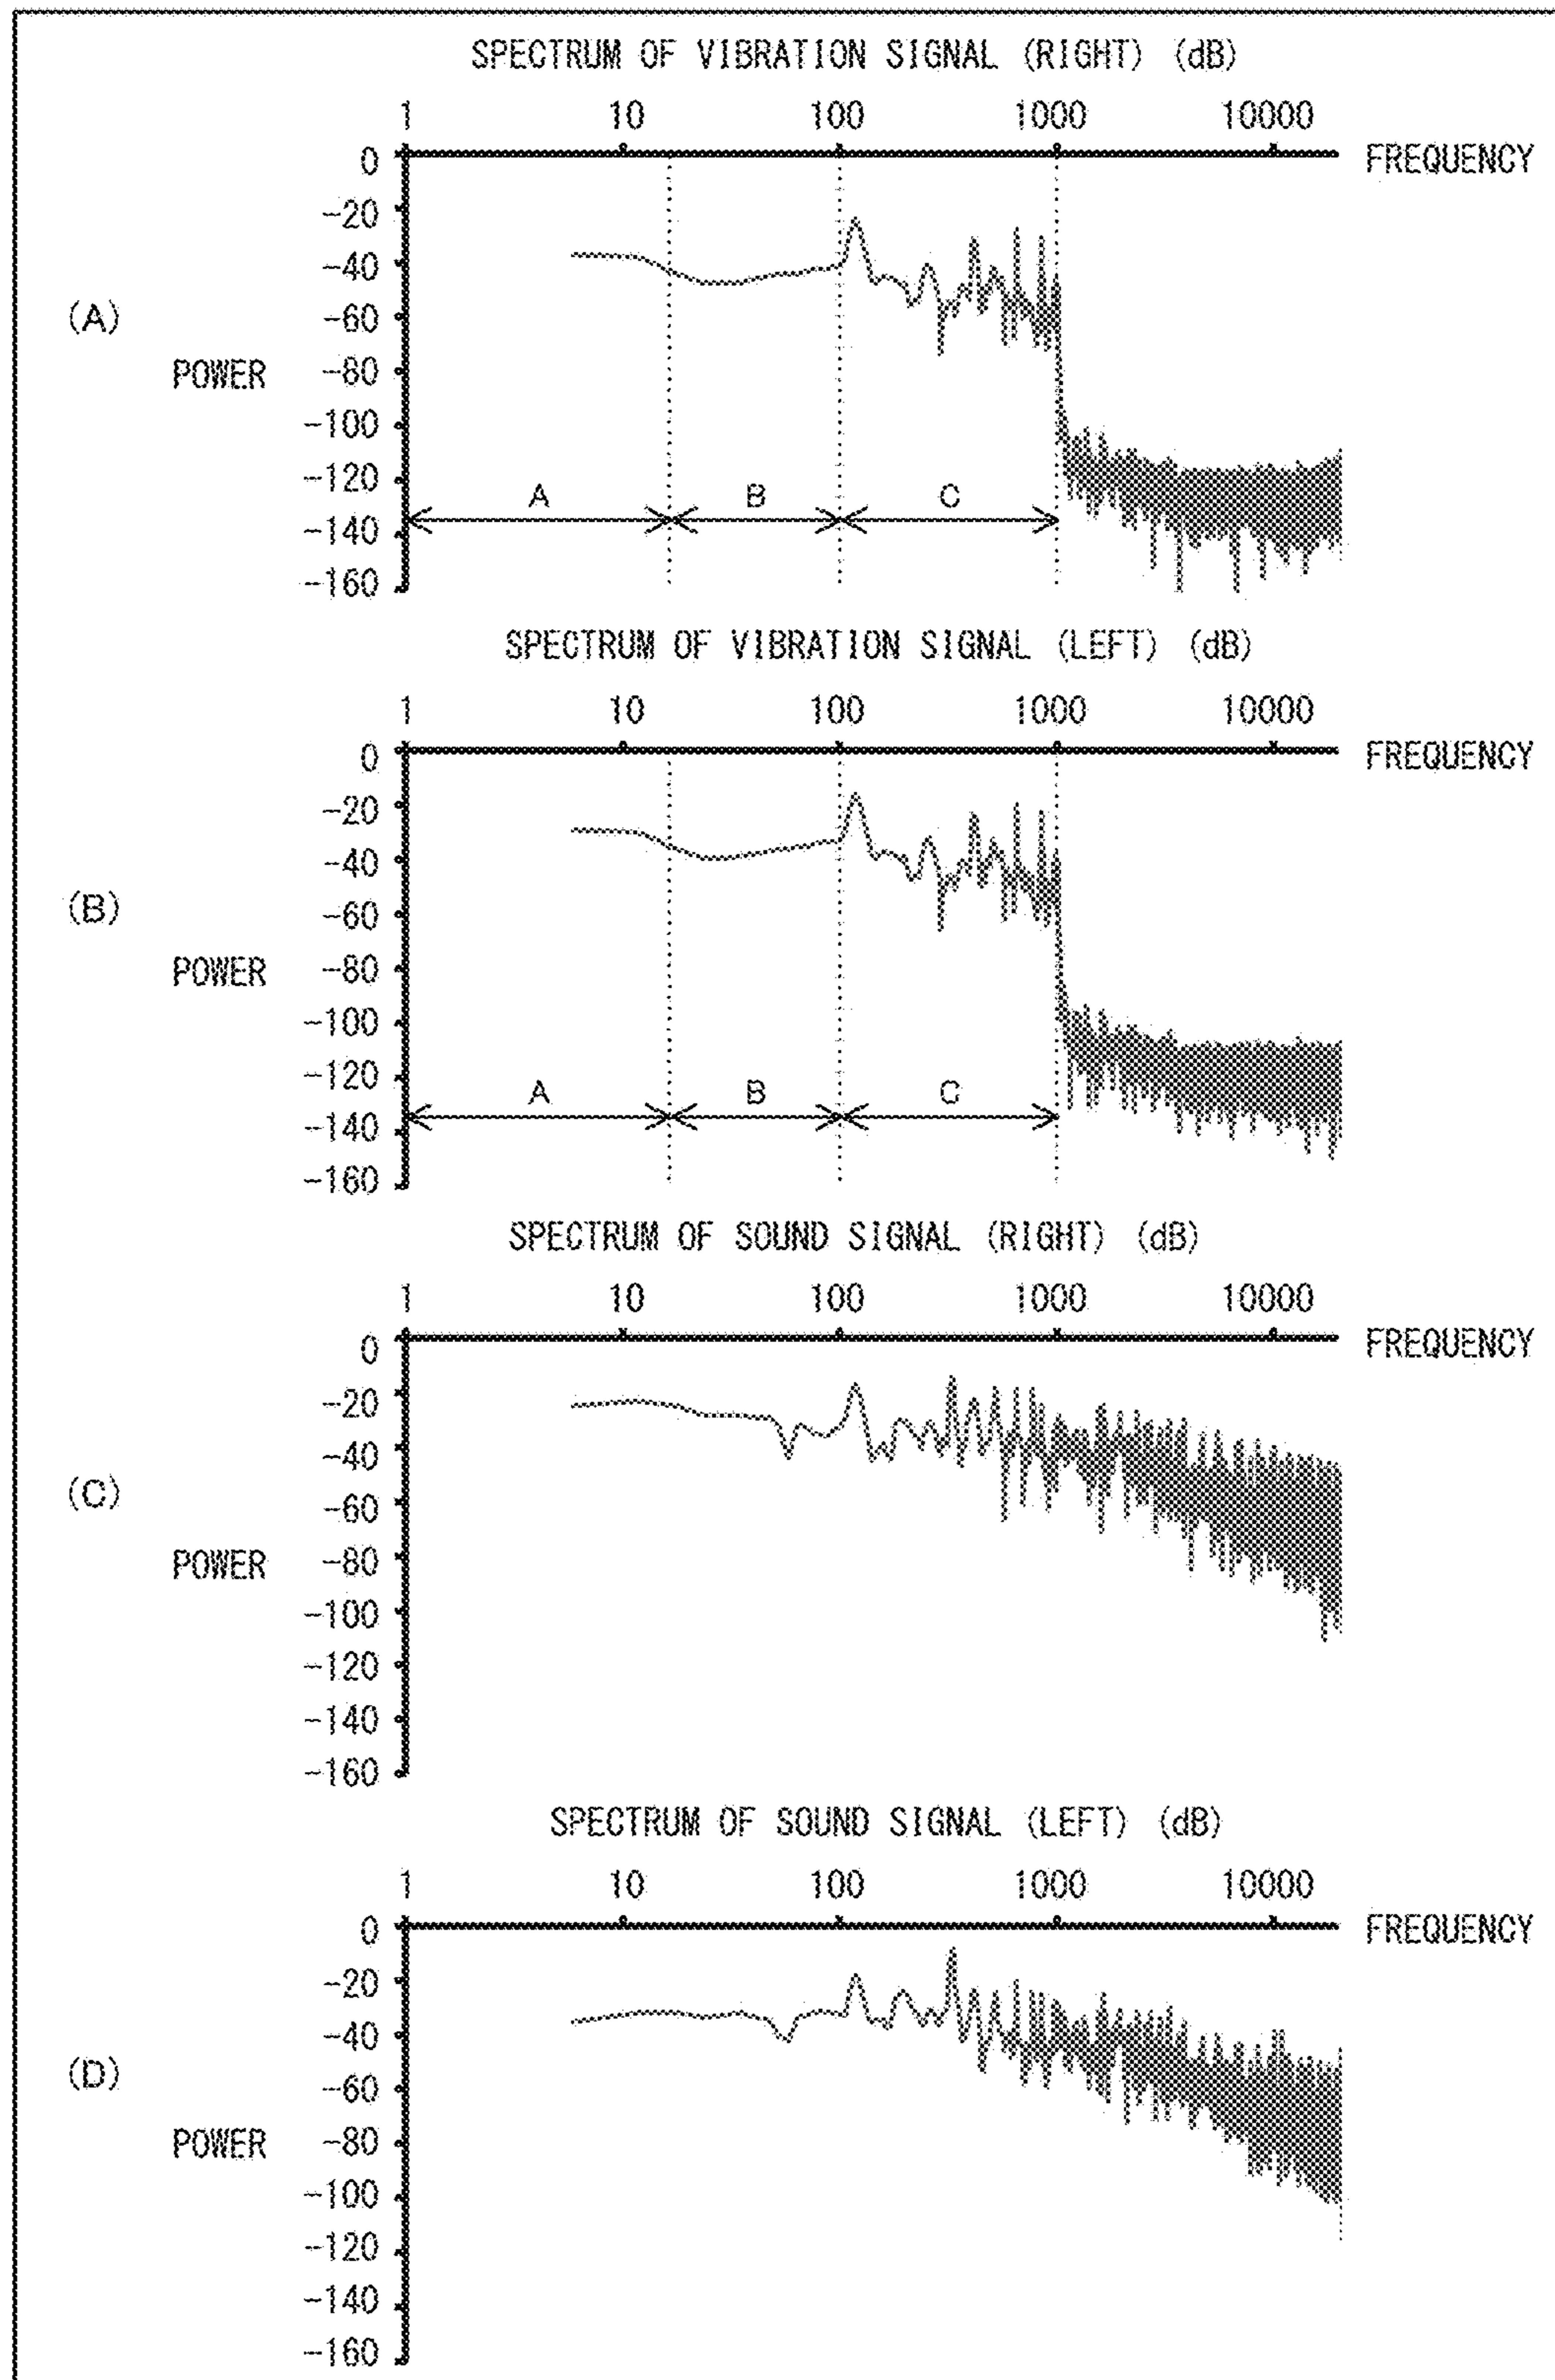 SPECTRUM OF VIBRATION SIGNAL (RIGHT) (dB)
1 10 100 1000 10000
FREQUENCY
0
-20
-40
-60
(A)
POWER
-80
-100
-120
A B C
-140
-160
SPECTRUM OF VIBRATION SIGNAL (LEFT) (dB)
1 10 100 1000 10000
FREQUENCY
0
-20
-40
(B)
-60
POWER
-80
-100
-120
A B C
-140
-160
SPECTRUM OF SOUND SIGNAL (RIGHT) (dB)
1 10 100 1000 10000
FREQUENCY
0
-20
-40
(C)
-60
POWER
-80
-100
-120
-140
-160
SPECTRUM OF SOUND SIGNAL (LEFT) (dB)
1 10 100 1000 10000
FREQUENCY
0
-20
-40
(D)
-60
POWER
-80
-100
-120
-140
-160